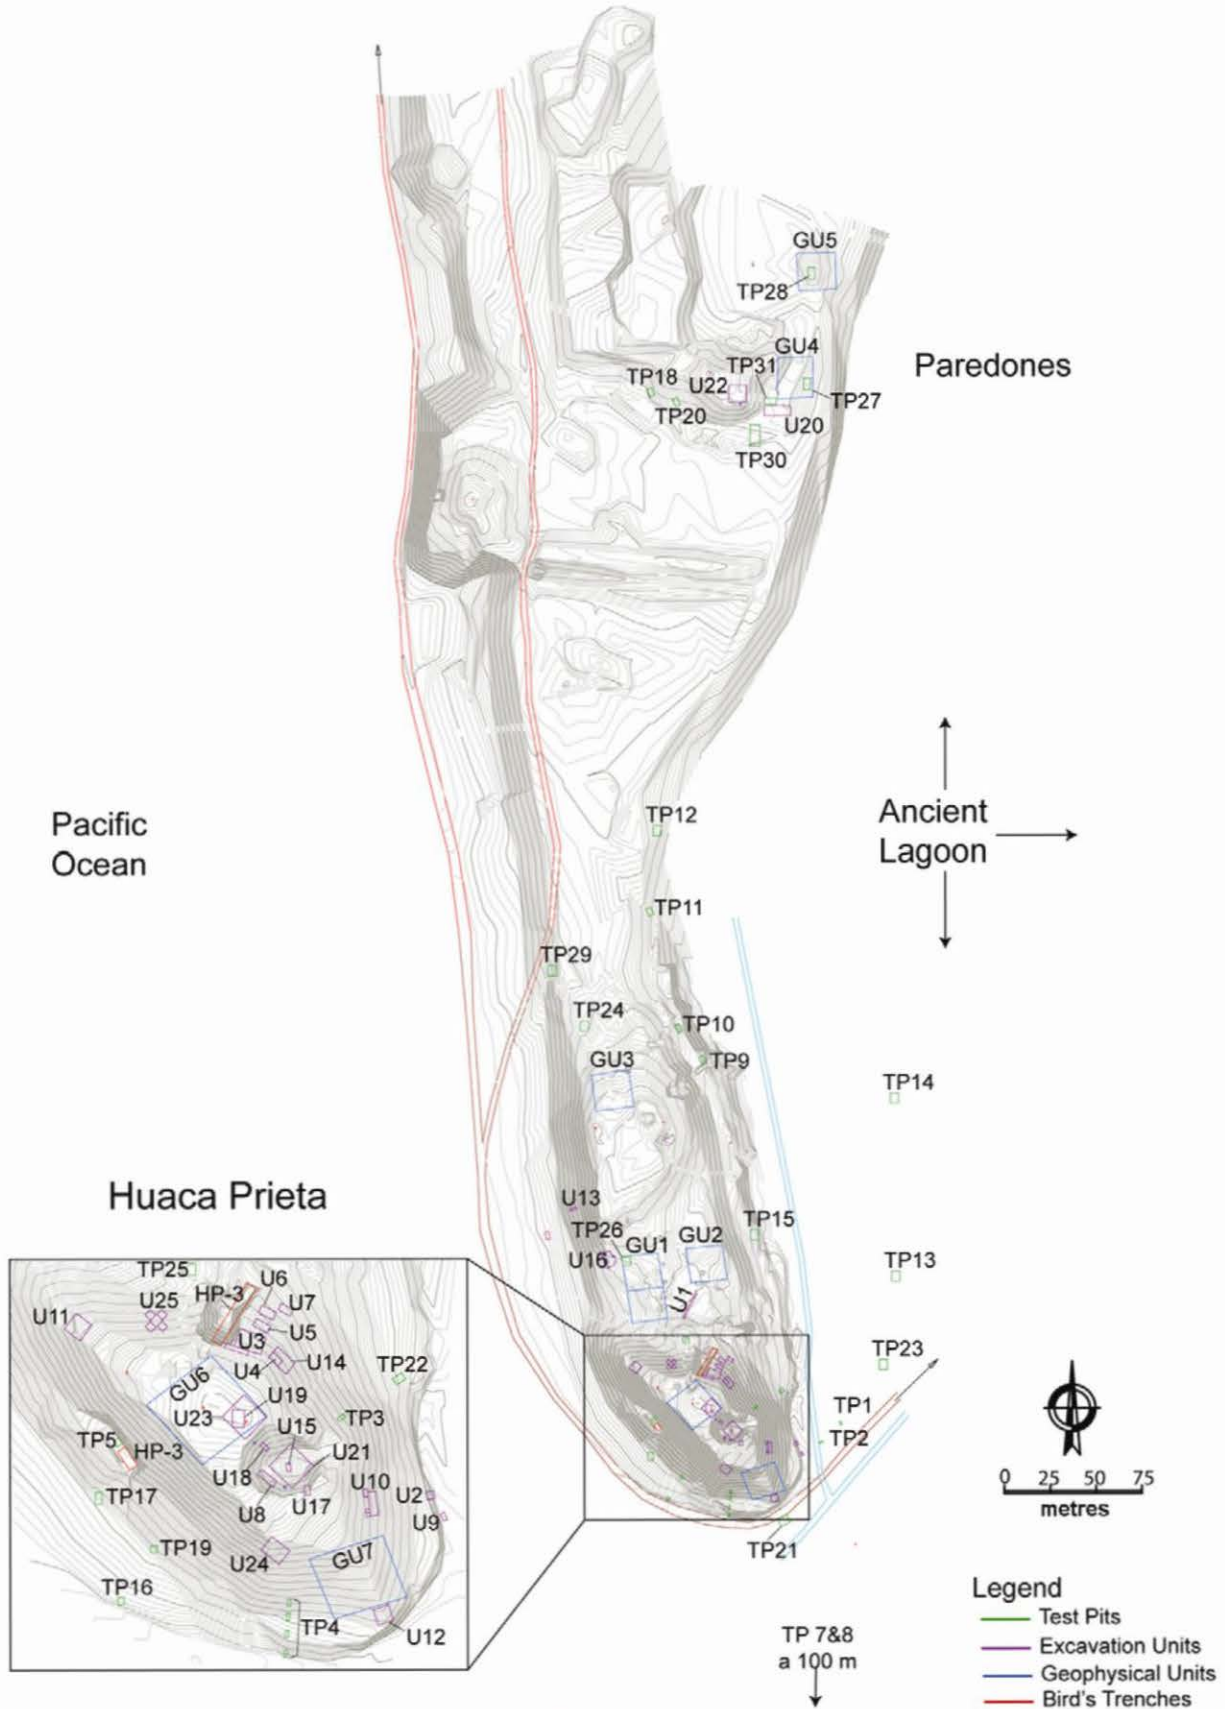 GU5
TP28
GU4
TP31
Paredones
TP18
U22
TP27
TP20
U20
TP30
Pacific
Ocean
TP12
Ancient
Lagoon
TP11
TP29
TP24
TP10
TP9
GU3
TP14
Huaca Prieta
U13
TP15
TP26
GU1
GU2
U16
TP13
U1
TP23
TP1
TP2
TP21
TP25
HP-3
U6
U7
U25
U11
U3
U5
U4
U14
TP22
GU6
U19
U23
TP3
U15
TP5
HP-3
U21
U18
U10
U2
TP17
U8
U17
U9
TP19
U24
GU7
TP16
TP4
U12
0 25 50 75
metres
TP 7&8
a 100 m
Legend
Test Pits
Excavation Units
Geophysical Units
Bird's Trenches